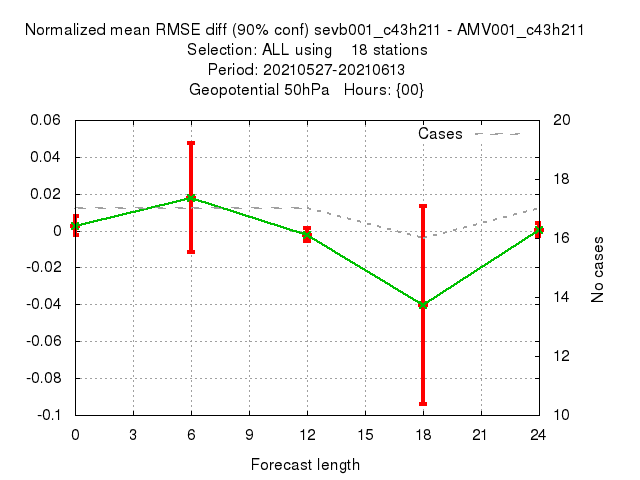 Normalized mean RMSE diff (90% conf) sevb001_c43h211 - AMV001_c43h211
Selection: ALL using    18 stations
Period: 20210527-20210613
Geopotential 50hPa   Hours: {00}
Cases
0.06
0.04
0.02
0
-0.02
-0.04
-0.06
-0.08
-0.1
20
18
16
14
12
10
No cases
0 3 6 9 12 15 18 21 24
Forecast length